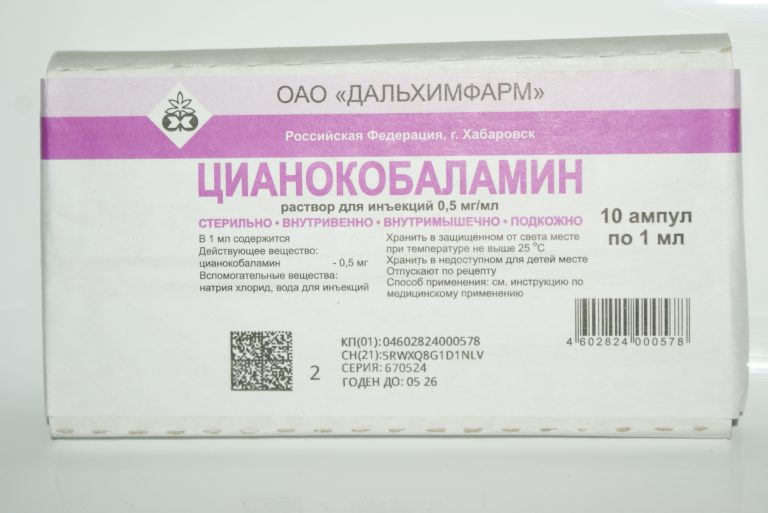 ОАО «ДАЛЬХИМФАРМ»
Российская Федерация, г. Хабаровск
ЦИАНОКОБАЛАМИН
раствор для инъекций 0,5 мг/мл
СТЕРИЛЬНО • ВНУТРИВЕННО • ВНУТРИМЫШЕЧНО • ПОДКОЖНО
10 ампул
по 1 мл
В 1 мл содержится
Действующее вещество:
цианокобаламин - 0,5 мг
Вспомогательные вещества:
натрия хлорид, вода для инъекций
Хранить в защищенном от света месте
при температуре не выше 25 °С
Хранить в недоступном для детей месте
Отпускают по рецепту
Способ применения: см. инструкцию по
медицинскому применению
2
КП(01): 04602824000578
СН(21): 5RWXQ8G1D1NLV
СЕРИЯ: 670524
ГОДЕН ДО: 05 26
4 602824 000578